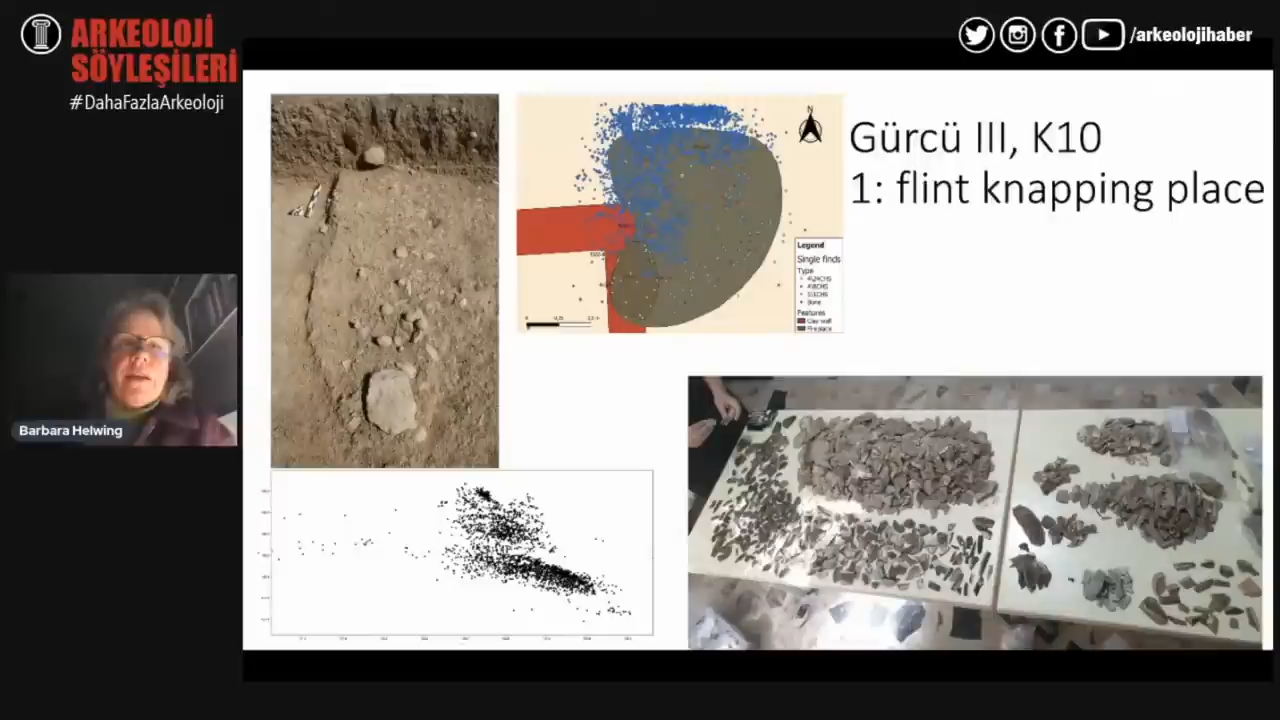 ARKEOLOJİ
SÖYLEŞİLERİ
#DahaFazlaArkeoloji
/arkeolojihaber
Gürcü III, K10
1: flint knapping place
N
Legend
Single finds
Type
Bone
Features
Clay wall
Fireplace
Barbara Helwing